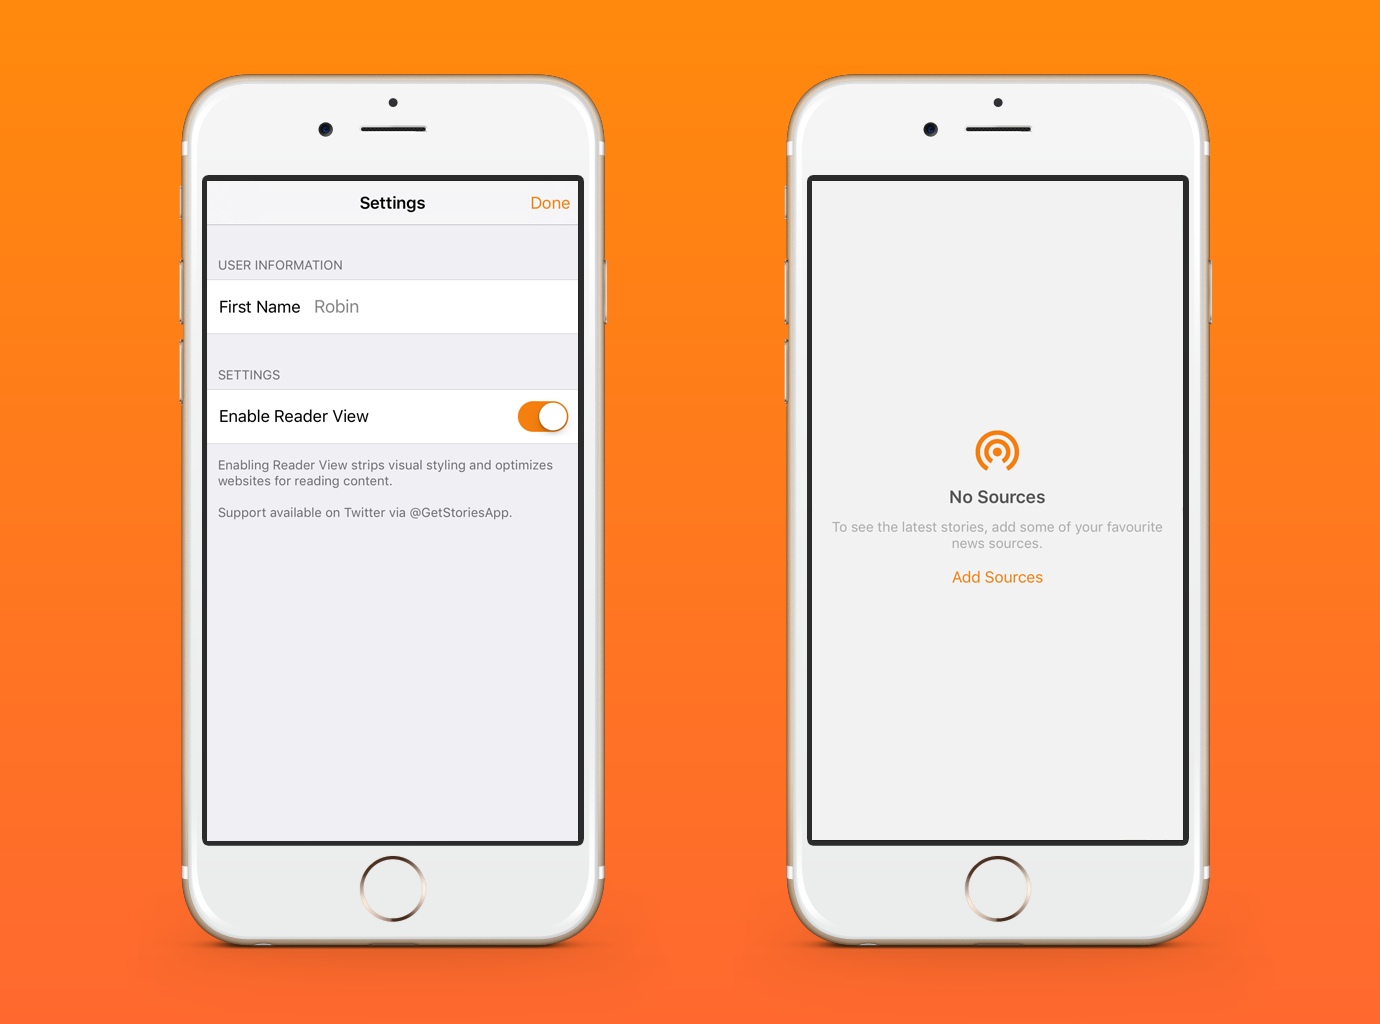 Settings
Done
USER INFORMATION
First Name Robin
SETTINGS
Enable Reader View
Enabling Reader View strips visual styling and optimizes
websites for reading content.
Support available on Twitter via @GetStoriesApp.
No Sources
To see the latest stories, add some of your favourite
news sources.
Add Sources